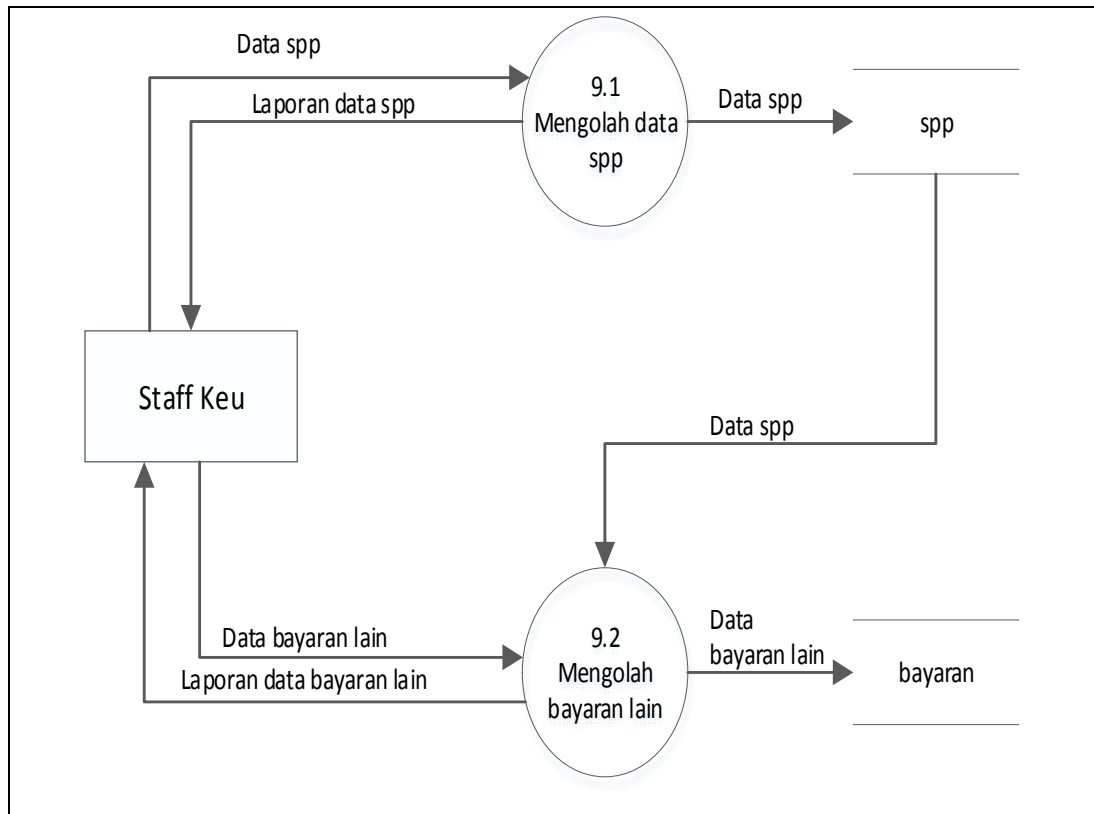 Data spp
Laporan data spp
9.1
Mengolah data
spp
Data spp
spp
Staff Keu
Data spp
Data bayaran lain
Laporan data bayaran lain
9.2
Mengolah
bayaran lain
Data
bayaran lain
bayaran